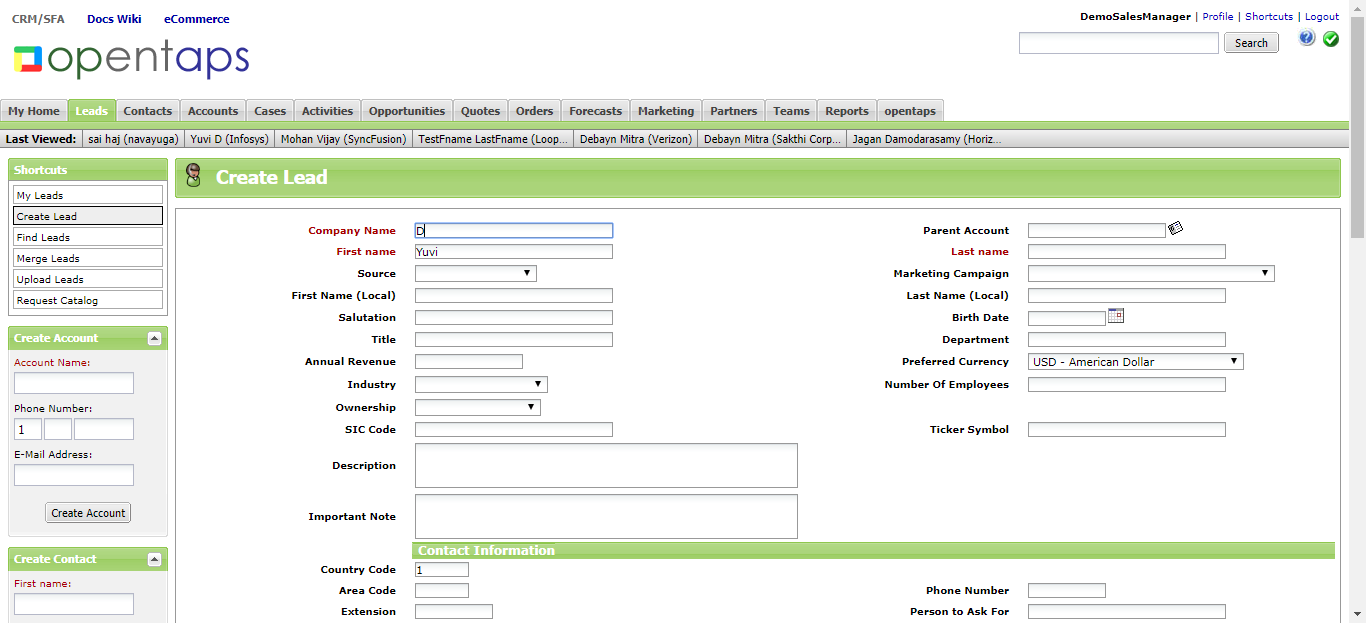 CRM/SFA Docs Wiki eCommerce
DemoSalesManager | Profile | Shortcuts | Logout
opentaps
Search
My Home Leads Contacts Accounts Cases Activities Opportunities Quotes Orders Forecasts Marketing Partners Teams Reports opentaps
Last Viewed: sai haj (navayuga) Yuvi D (Infosys) Mohan Vijay (SyncFusion) TestFname LastFname (Loop... Debayn Mitra (Verizon) Debayn Mitra (Sakthi Corp... Jagan Damodarasamy (Horiz...
Shortcuts
My Leads
Create Lead
Find Leads
Merge Leads
Upload Leads
Request Catalog
Create Account
Account Name:
Phone Number:
1
E-Mail Address:
Create Account
Create Contact
First name:
Create Lead
Company Name D Parent Account
First name Yuvi Last name
Source Marketing Campaign
First Name (Local) Last Name (Local)
Salutation Birth Date
Title Department
Annual Revenue Preferred Currency USD - American Dollar
Industry Number Of Employees
Ownership
SIC Code Ticker Symbol
Description
Important Note
Contact Information
Country Code 1
Area Code Phone Number
Extension Person to Ask For